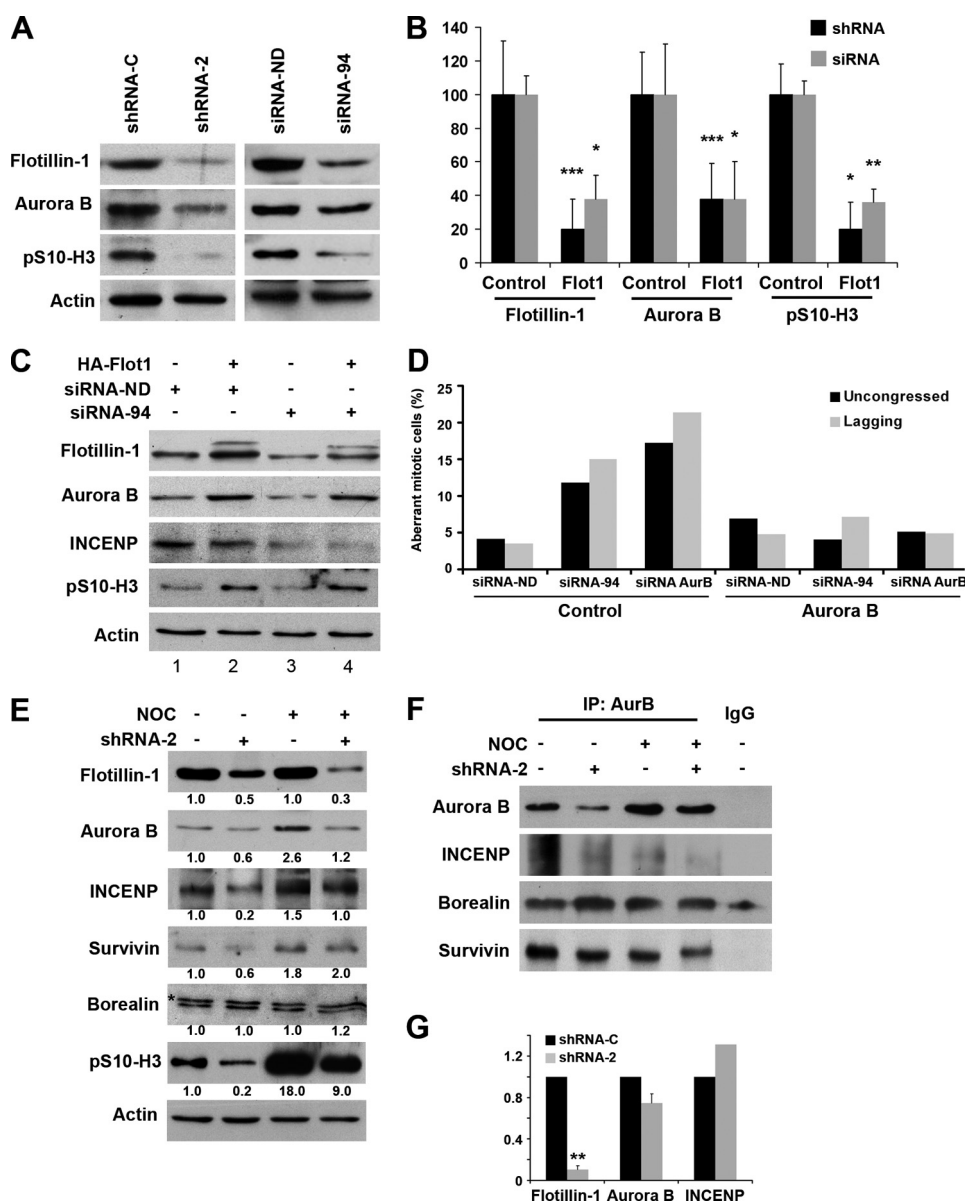 A
shRNA-C
shRNA-2
siRNA-ND
siRNA-94
Flotillin-1
Aurora B
pS10-H3
Actin
B
140
120
100
80
60
40
20
0
shRNA
siRNA
*** * *** * * **
Control Flot1 Control Flot1 Control Flot1
Flotillin-1 Aurora B pS10-H3
C
HA-Flot1 - + - +
siRNA-ND + + - -
siRNA-94 - - + +
Flotillin-1
Aurora B
INCENP
pS10-H3
Actin
1 2 3 4
D
Aberrant mitotic cells (%)
25
20
15
10
5
0
Uncongressed
Lagging
siRNA-ND siRNA-94 siRNA AurB siRNA-ND siRNA-94 siRNA AurB
Control Aurora B
E
NOC - - + +
shRNA-2 - + - +
Flotillin-1
1.0 0.5 1.0 0.3
Aurora B
1.0 0.6 2.6 1.2
INCENP
1.0 0.2 1.5 1.0
Survivin
1.0 0.6 1.8 2.0
Borealin *
1.0 1.0 1.0 1.2
pS10-H3
1.0 0.2 18.0 9.0
Actin
F
IP: AurB IgG
NOC - - + + -
shRNA-2 - + - + -
Aurora B
INCENP
Borealin
Survivin
G
shRNA-C
shRNA-2
1.2
0.8
0.4
0
**
Flotillin-1 Aurora B INCENP